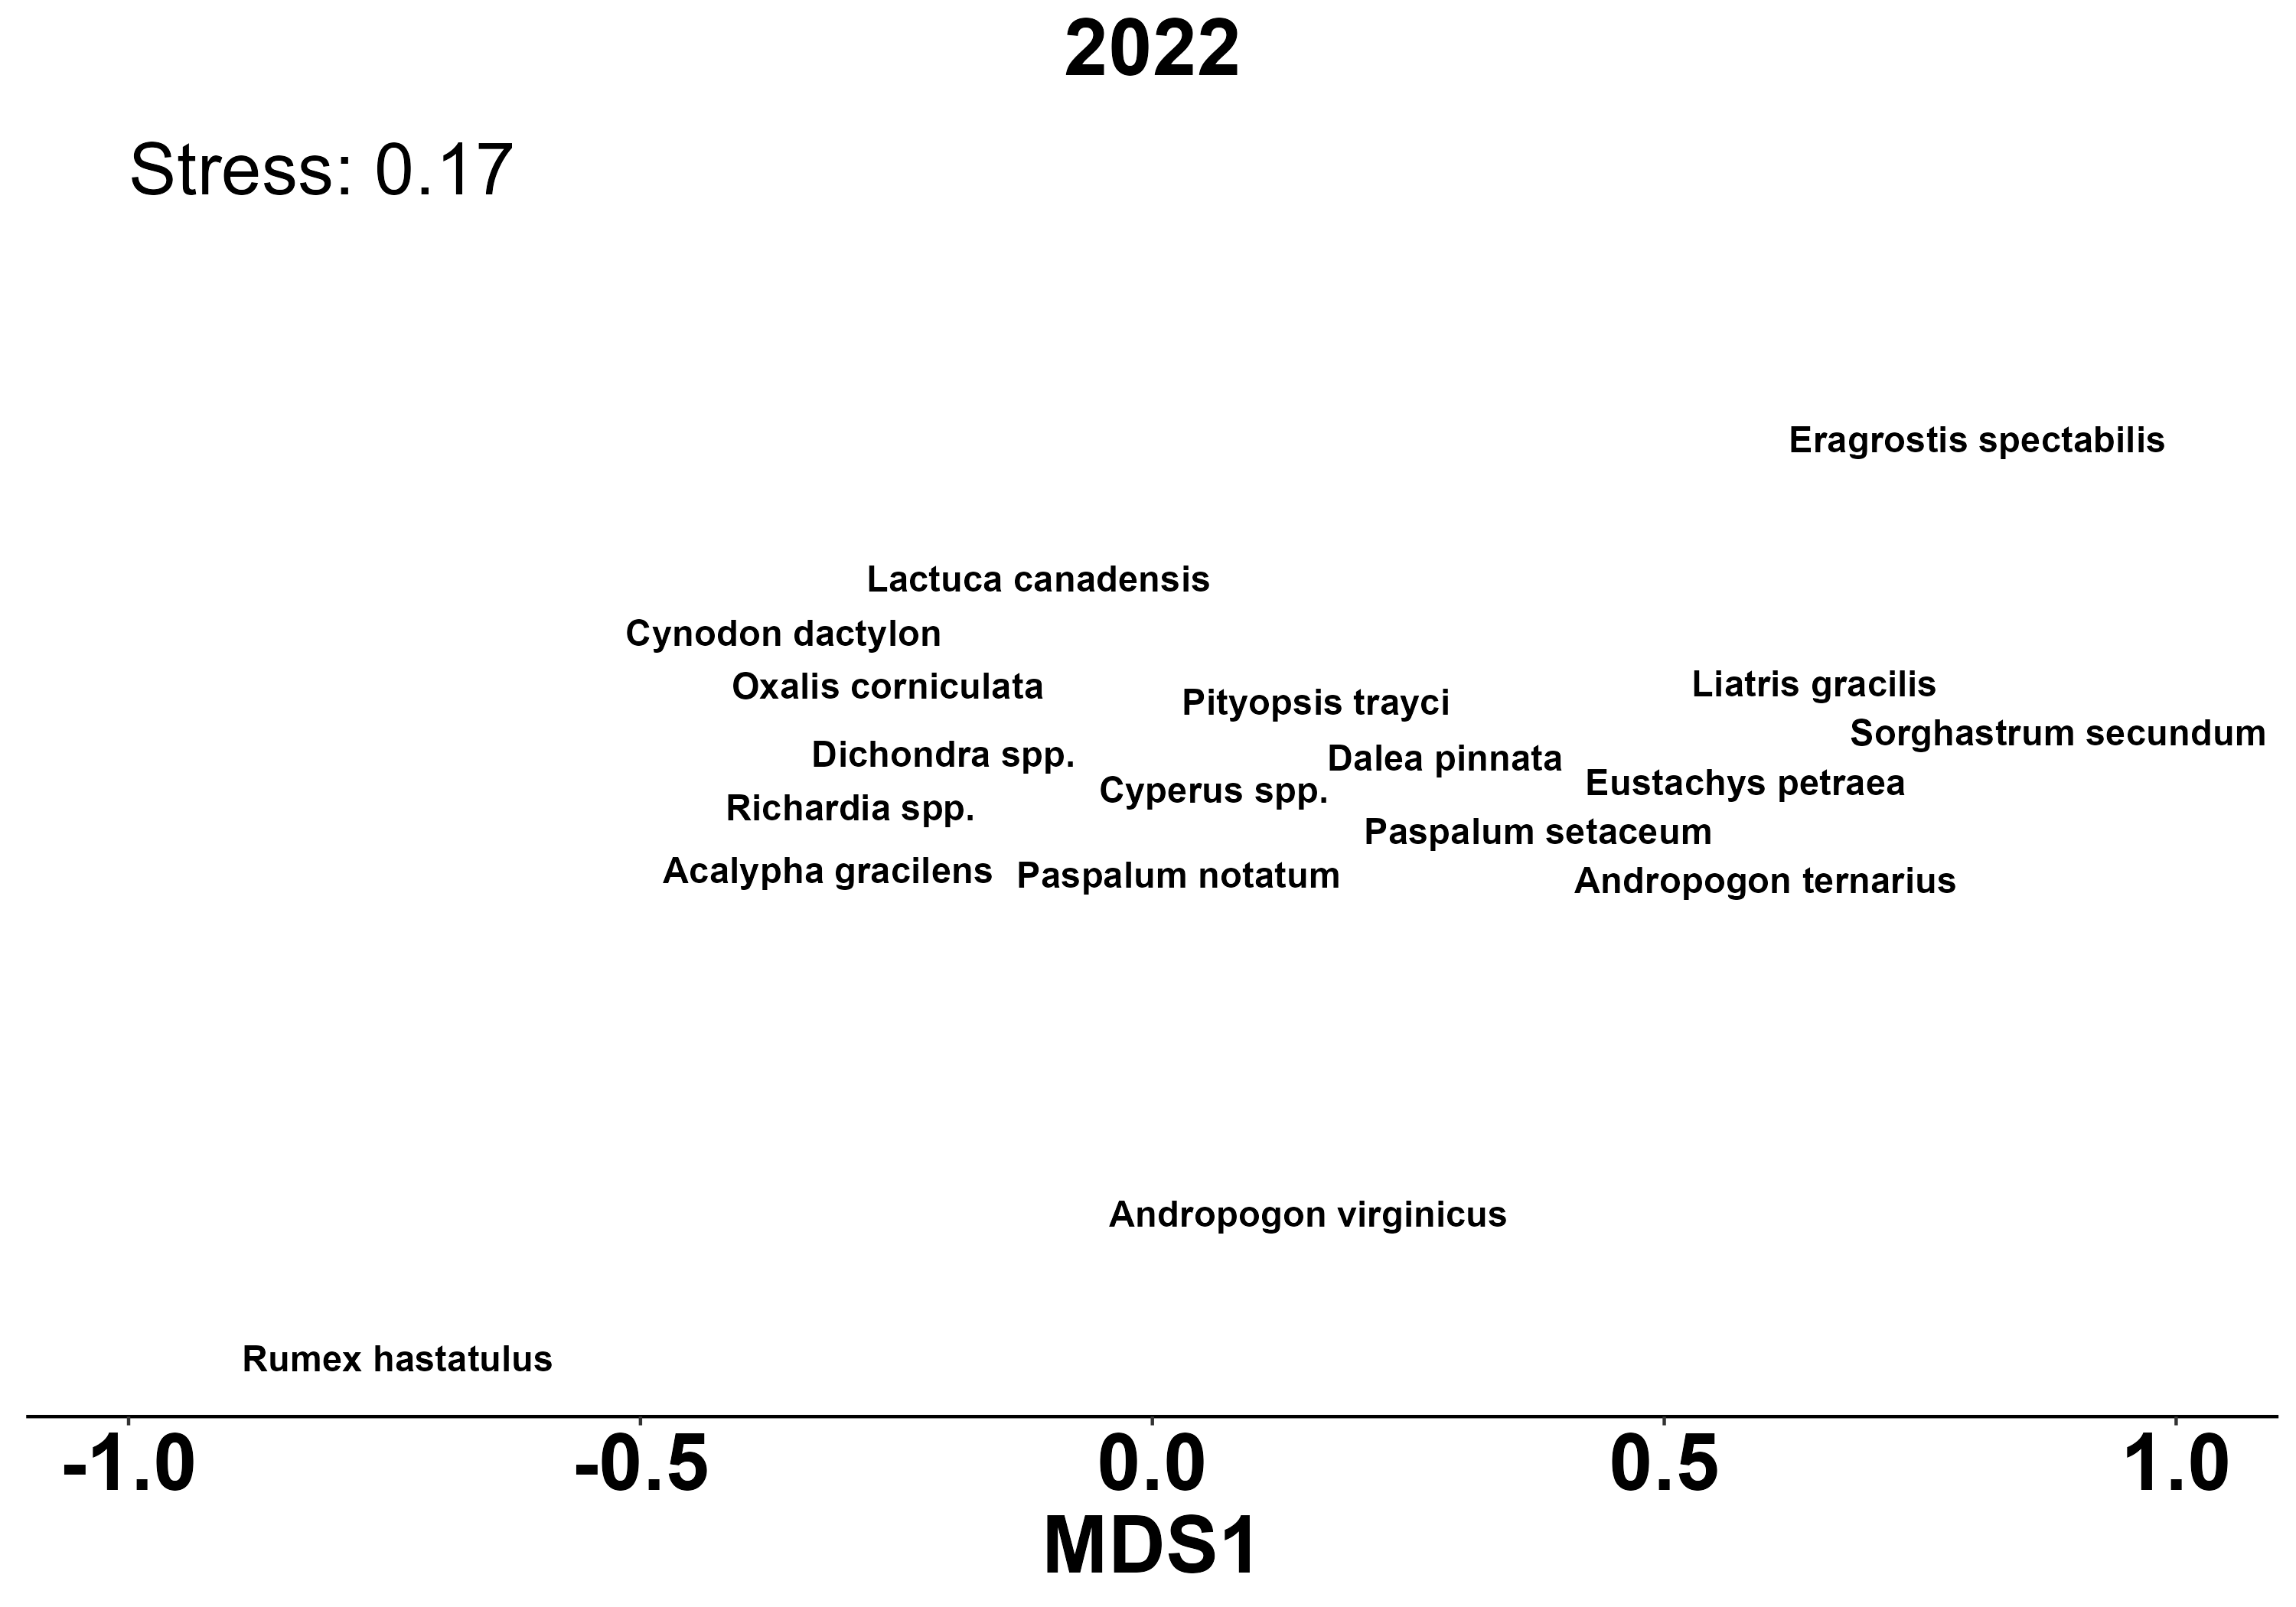 2022
Stress: 0.17
Eragrostis spectabilis
Lactuca canadensis
Cynodon dactylon
Oxalis corniculata
Pityopsis trayci
Liatris gracilis
Sorghastrum secundum
Dichondra spp.
Dalea pinnata
Eustachys petraea
Cyperus spp.
Richardia spp.
Paspalum setaceum
Acalypha gracilens
Paspalum notatum
Andropogon ternarius
Andropogon virginicus
Rumex hastatulus
-1.0 -0.5 0.0 0.5 1.0
MDS1